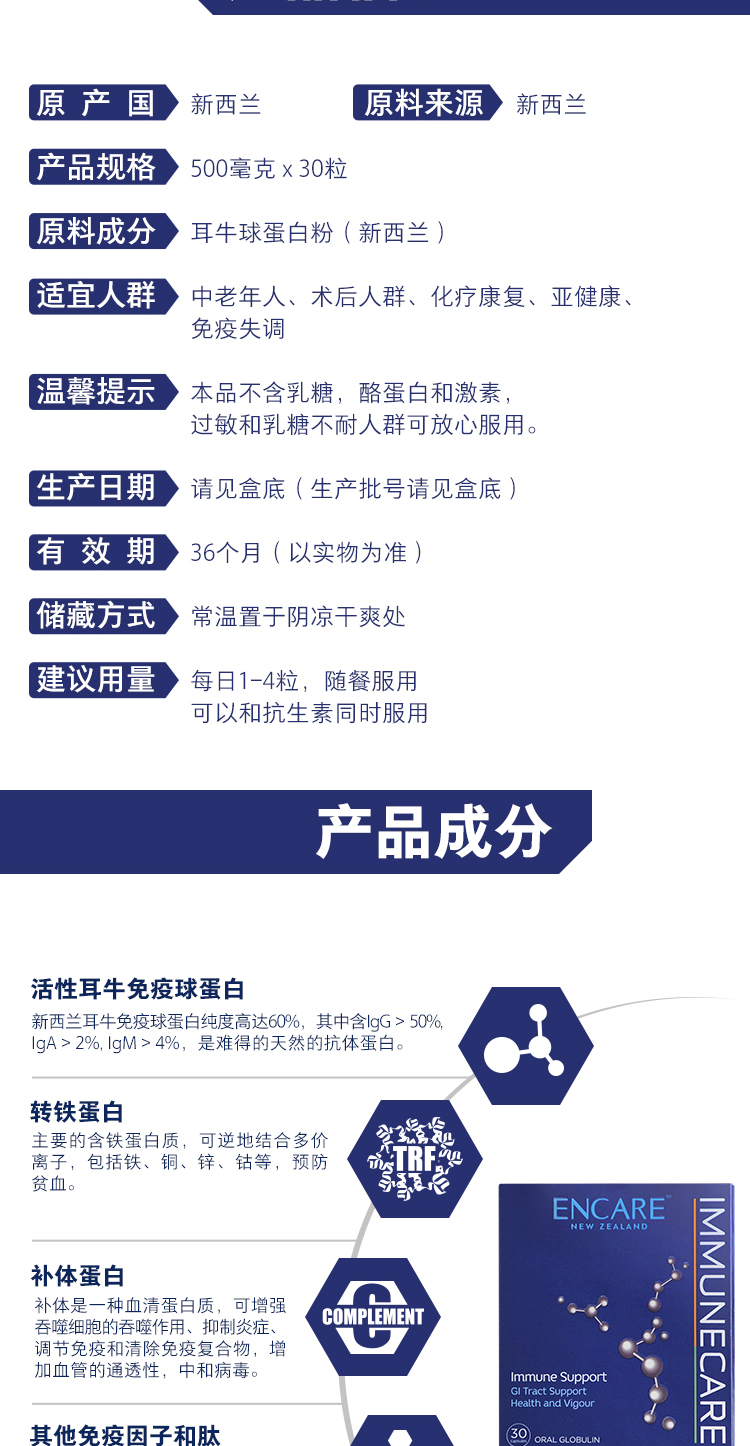 原产国 新西兰 原料来源 新西兰
产品规格 500毫克 x 30粒
原料成分 耳牛球蛋白粉（新西兰）
适宜人群 中老年人、术后人群、化疗康复、亚健康、
免疫失调
温馨提示 本品不含乳糖，酪蛋白和激素，
过敏和乳糖不耐人群可放心服用。
生产日期 请见盒底（生产批号请见盒底）
有效期 36个月（以实物为准）
储藏方式 常温置于阴凉干爽处
建议用量 每日1-4粒，随餐服用
可以和抗生素同时服用
产品成分
活性耳牛免疫球蛋白
新西兰耳牛免疫球蛋白纯度高达60%，其中含IgG > 50%,
IgA > 2%, IgM > 4%，是难得的天然的抗体蛋白。
转铁蛋白
主要的含铁蛋白质，可逆地结合多价
离子，包括铁、铜、锌、钴等，预防
贫血。
TRF
补体蛋白
补体是一种血清蛋白质，可增强
吞噬细胞的吞噬作用、抑制炎症、
调节免疫和清除免疫复合物，增
加血管的通透性，中和病毒。
C
COMPLEMENT
其他免疫因子和肽
ENCARE
NEW ZEALAND
IMMUNECARE
Immune Support
GI Tract Support
Health and Vigour
30
ORAL GLOBULIN